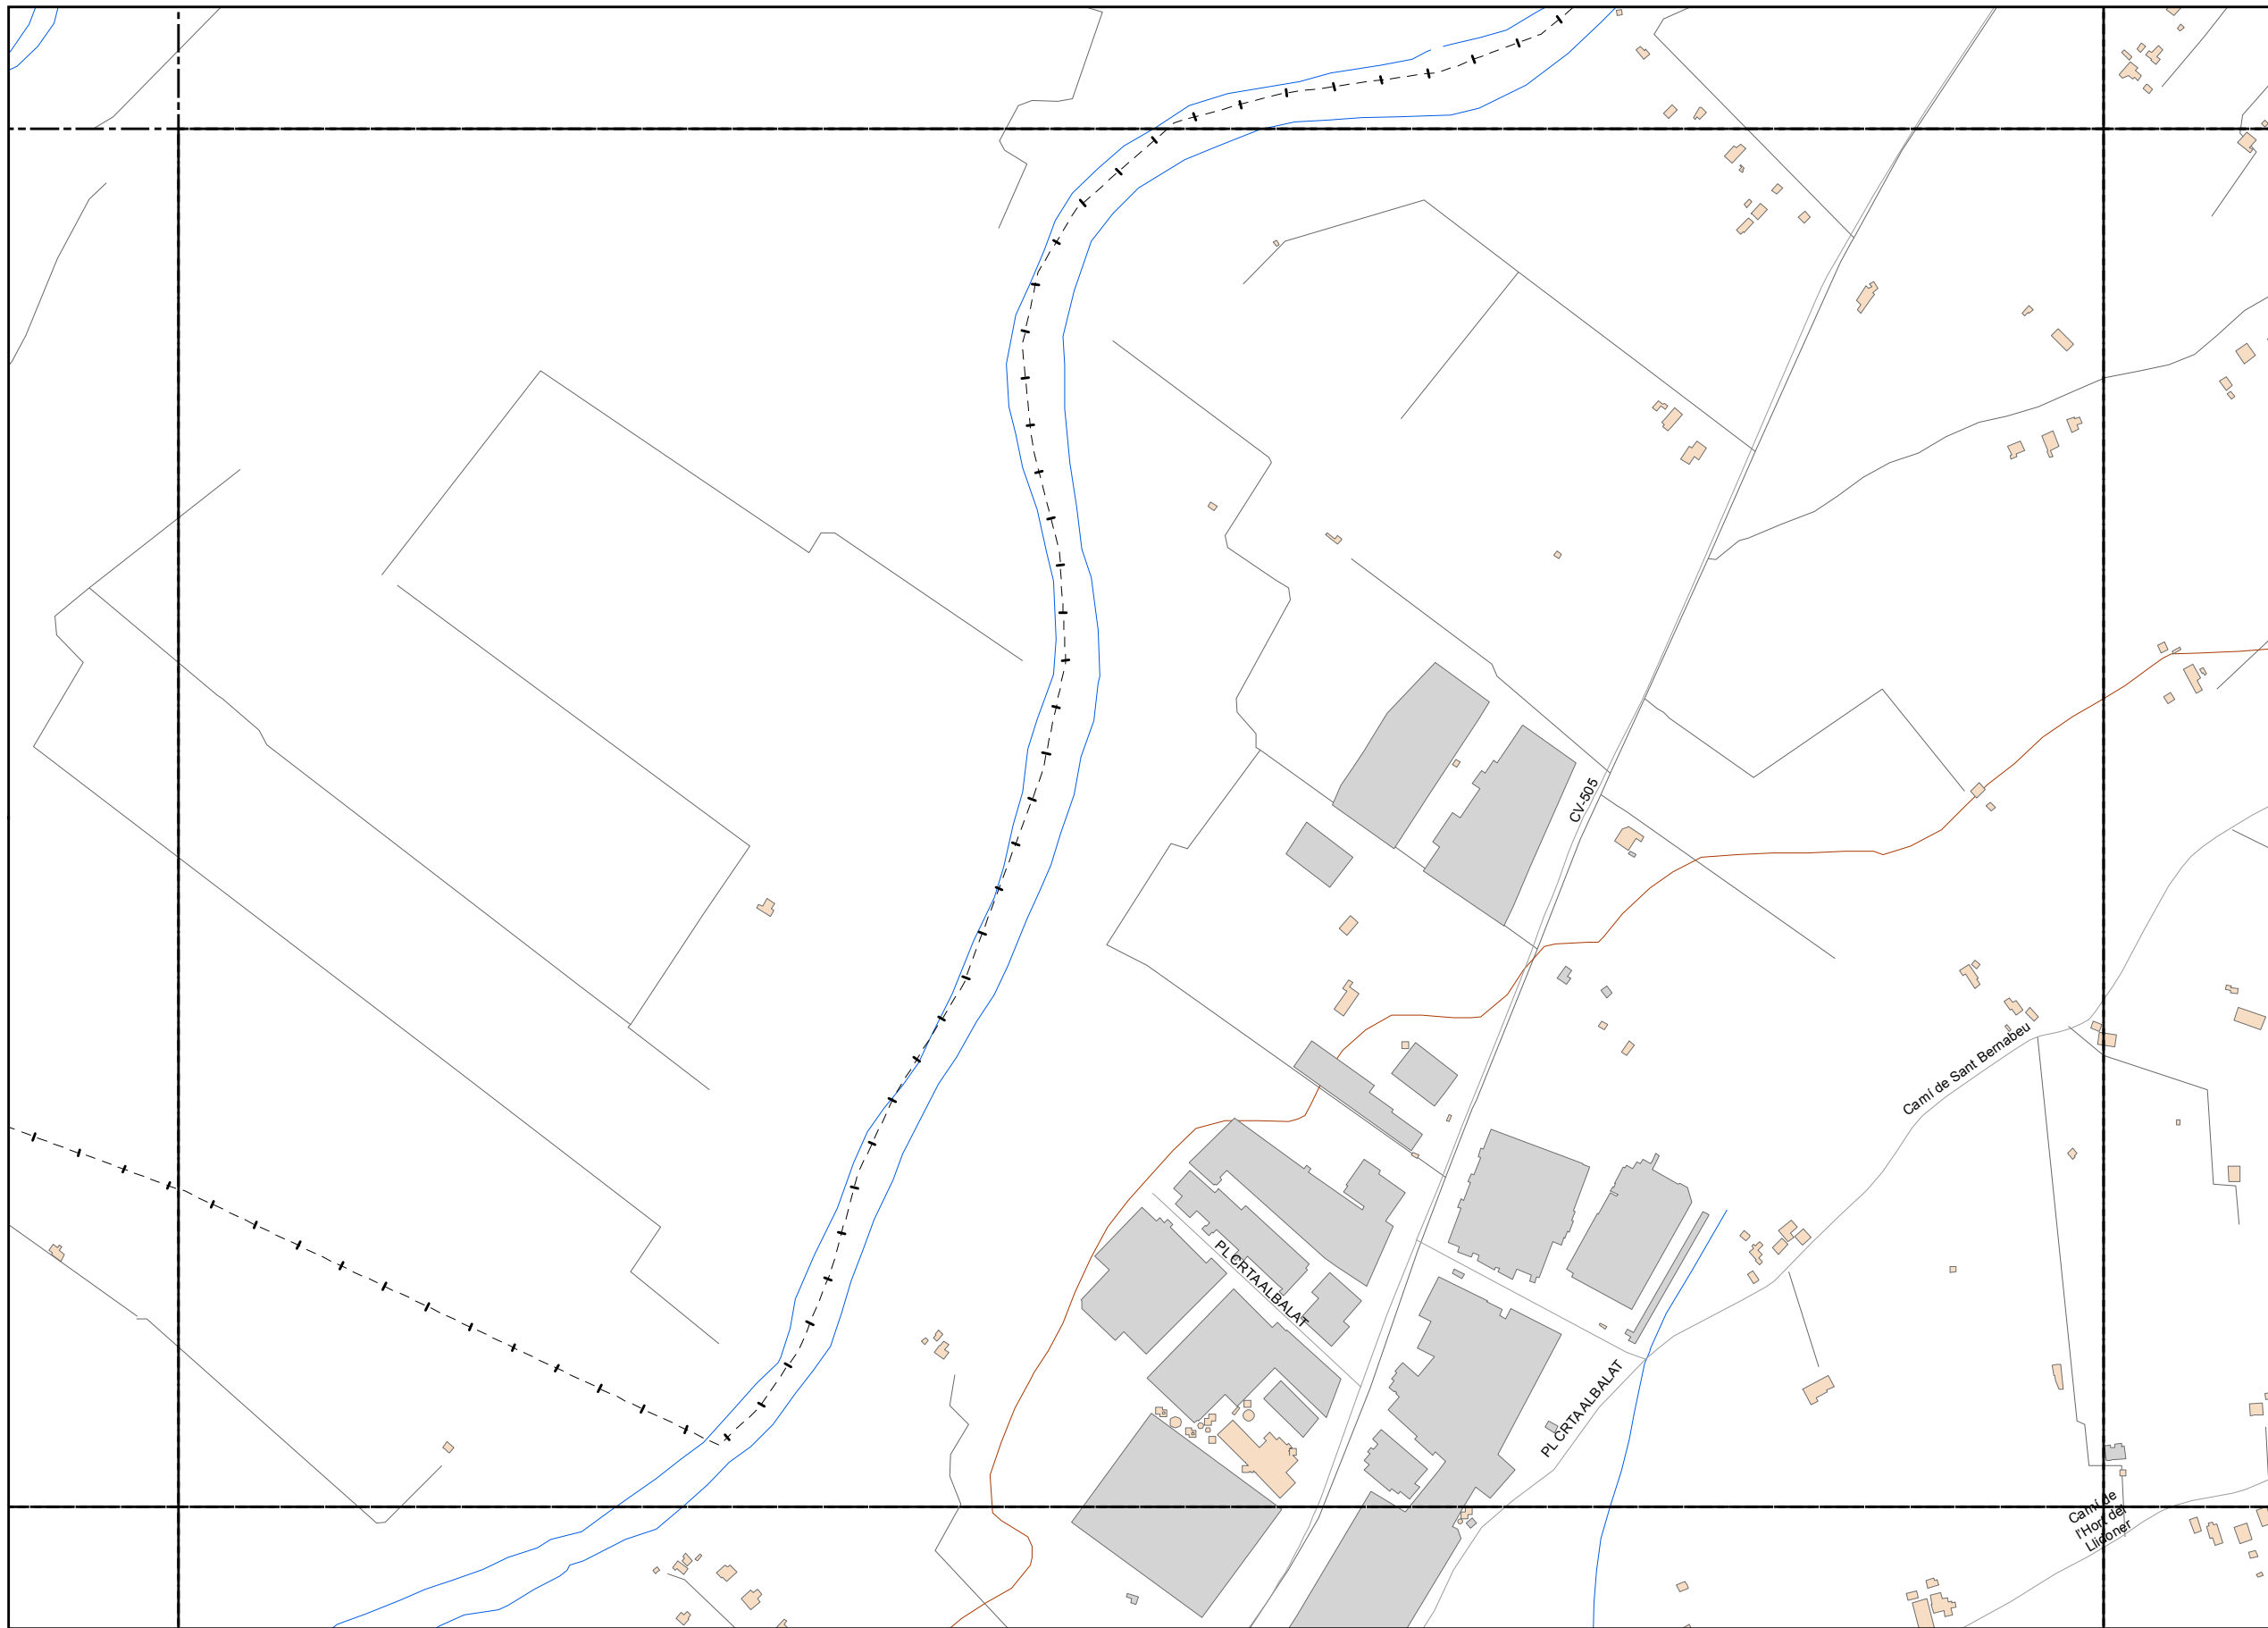 CV-505
Camí de Sant Bernabeu
PL CRTA ALBALAT
PL CRTA ALBALAT
Camí de
l'Hort del
Llidoner